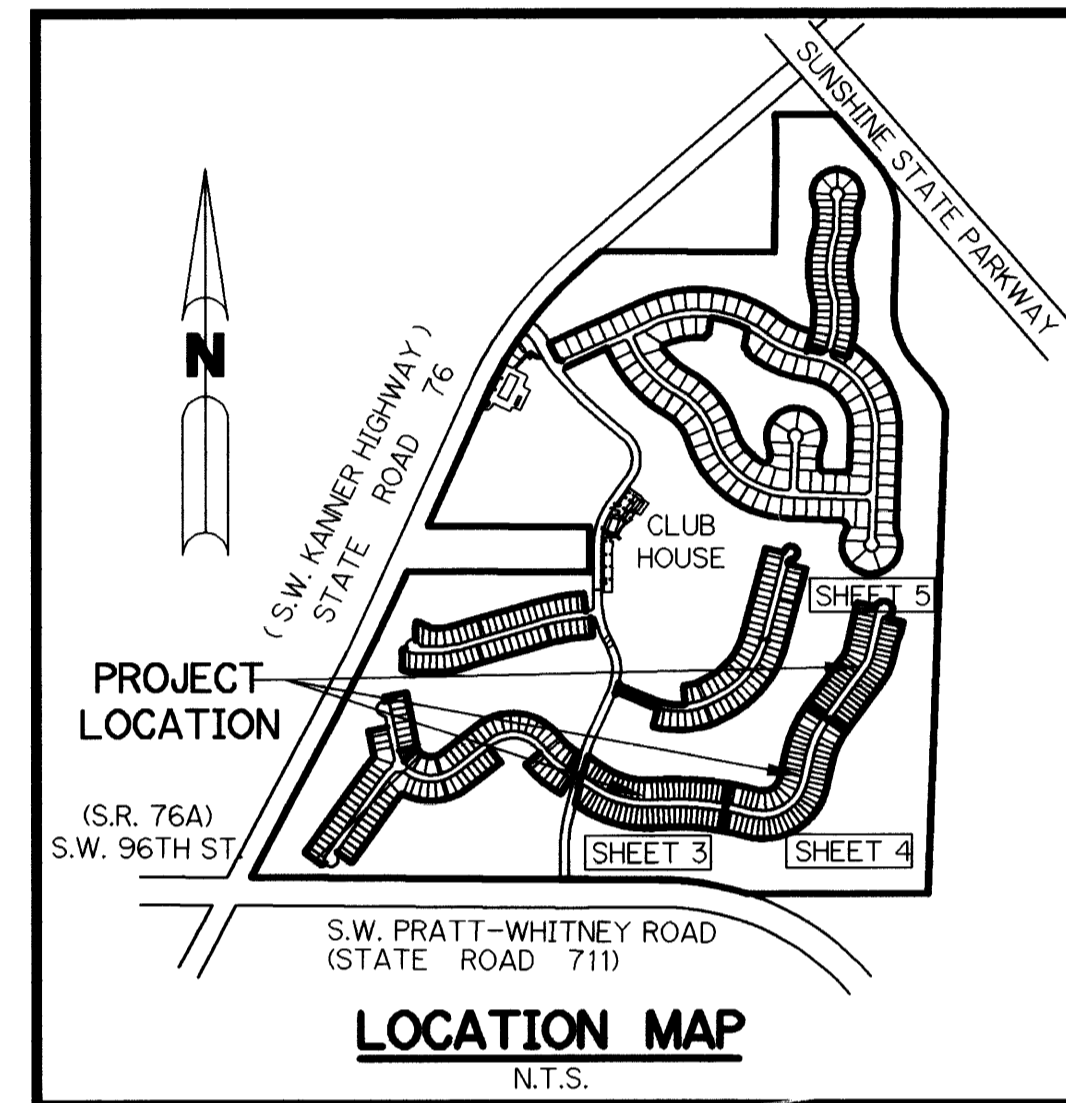 SUNSHINE STATE PARKWAY
N
(S.W. KANNER HIGHWAY)
STATE ROAD 76
CLUB
HOUSE
SHEET 5
PROJECT
LOCATION
(S.R. 76A)
S.W. 96TH ST.
SHEET 3
SHEET 4
S.W. PRATT-WHITNEY ROAD
(STATE ROAD 711)
LOCATION MAP
N.T.S.